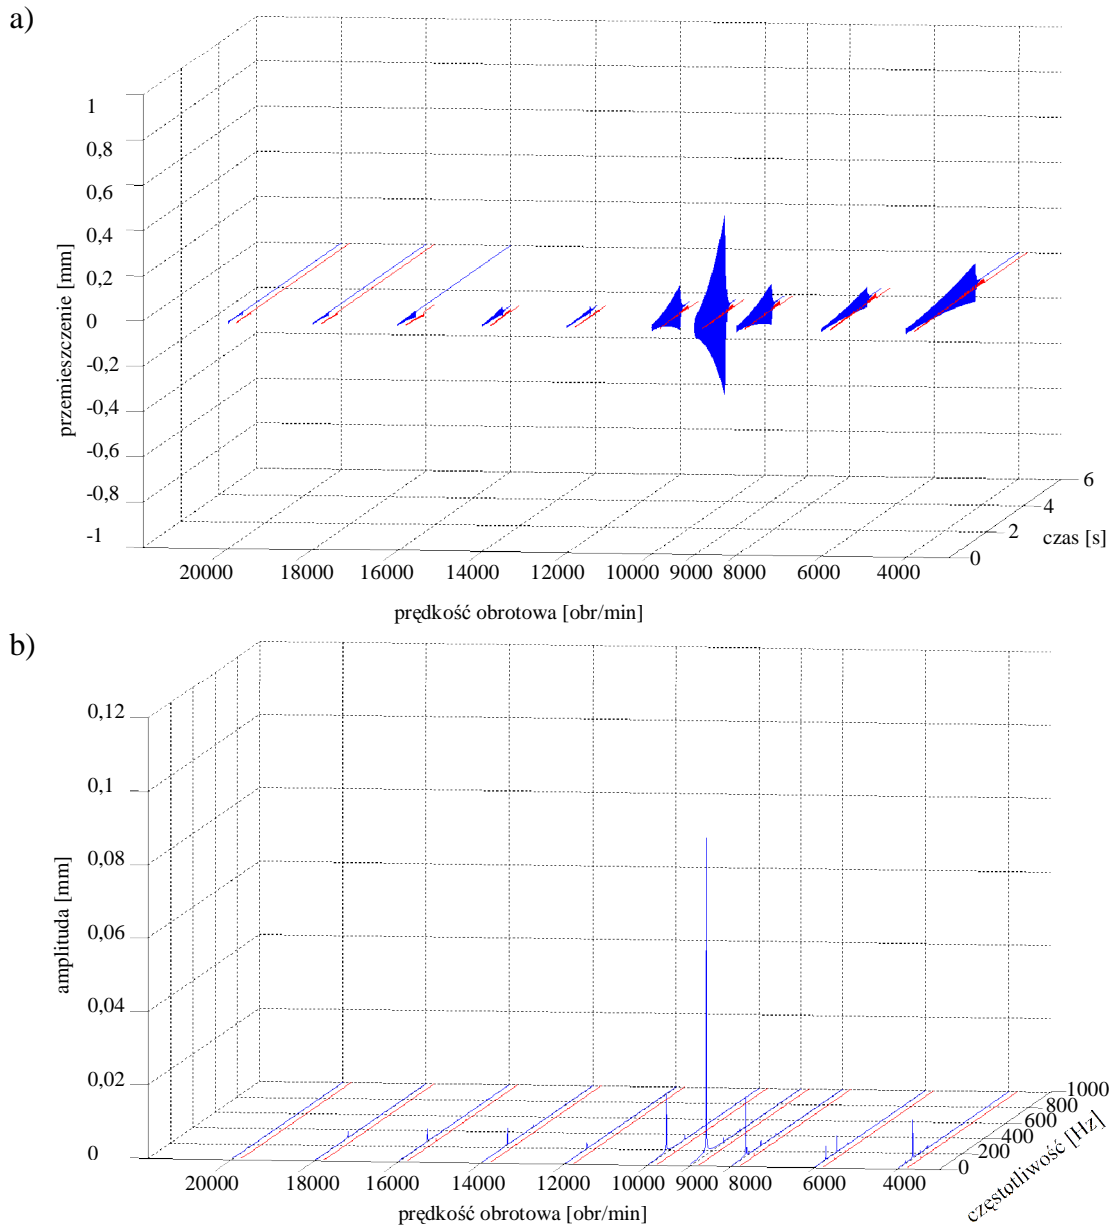 a)
1
0,8
0,6
0,4
0,2
0
-0,2
-0,4
-0,6
-0,8
-1
przemieszczenie [mm]
20000 18000 16000 14000 12000 10000 9000 8000 6000 4000
prędkość obrotowa [obr/min]
0 2 4 6
czas [s]
b)
0,12
0,1
0,08
0,06
0,04
0,02
0
amplituda [mm]
20000 18000 16000 14000 12000 10000 9000 8000 6000 4000
prędkość obrotowa [obr/min]
0 200 400 600 800 1000
częstotliwość [Hz]